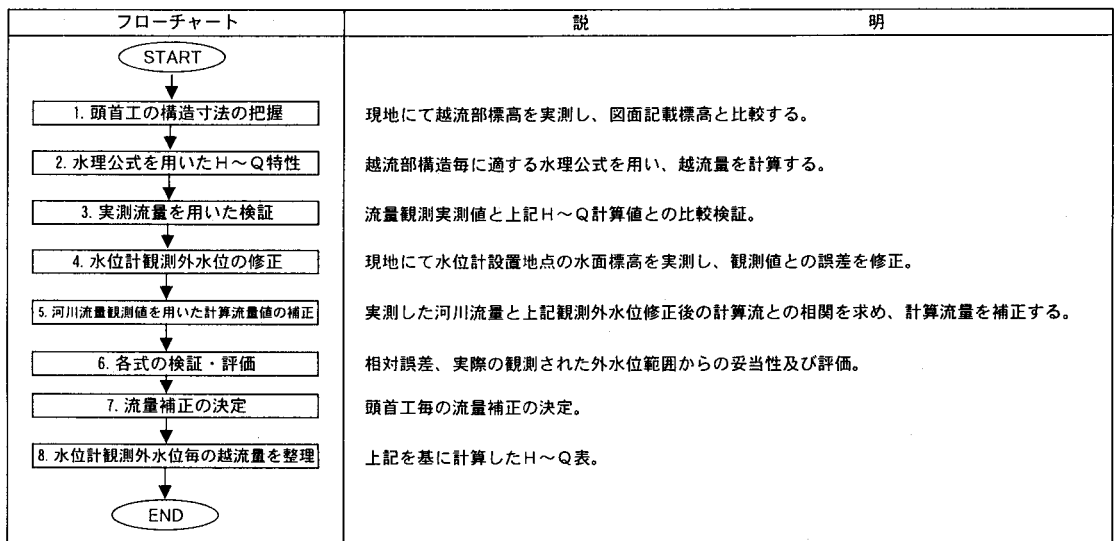 フローチャート 説 明
START
1. 頭首工の構造寸法の把握 現地にて越流部標高を実測し、図面記載標高と比較する。
2. 水理公式を用いたH～Q特性 越流部構造毎に適する水理公式を用い、越流量を計算する。
3. 実測流量を用いた検証 流量観測実測値と上記H～Q計算値との比較検証。
4. 水位計観測外水位の修正 現地にて水位計設置地点の水面標高を実測し、観測値との誤差を修正。
5. 河川流量観測値を用いた計算流量値の補正 実測した河川流量と上記観測外水位修正後の計算流との相関を求め、計算流量を補正する。
6. 各式の検証・評価 相対誤差、実際の観測された外水位範囲からの妥当性及び評価。
7. 流量補正の決定 頭首工毎の流量補正の決定。
8. 水位計観測外水位毎の越流量を整理 上記を基に計算したH～Q表。
END